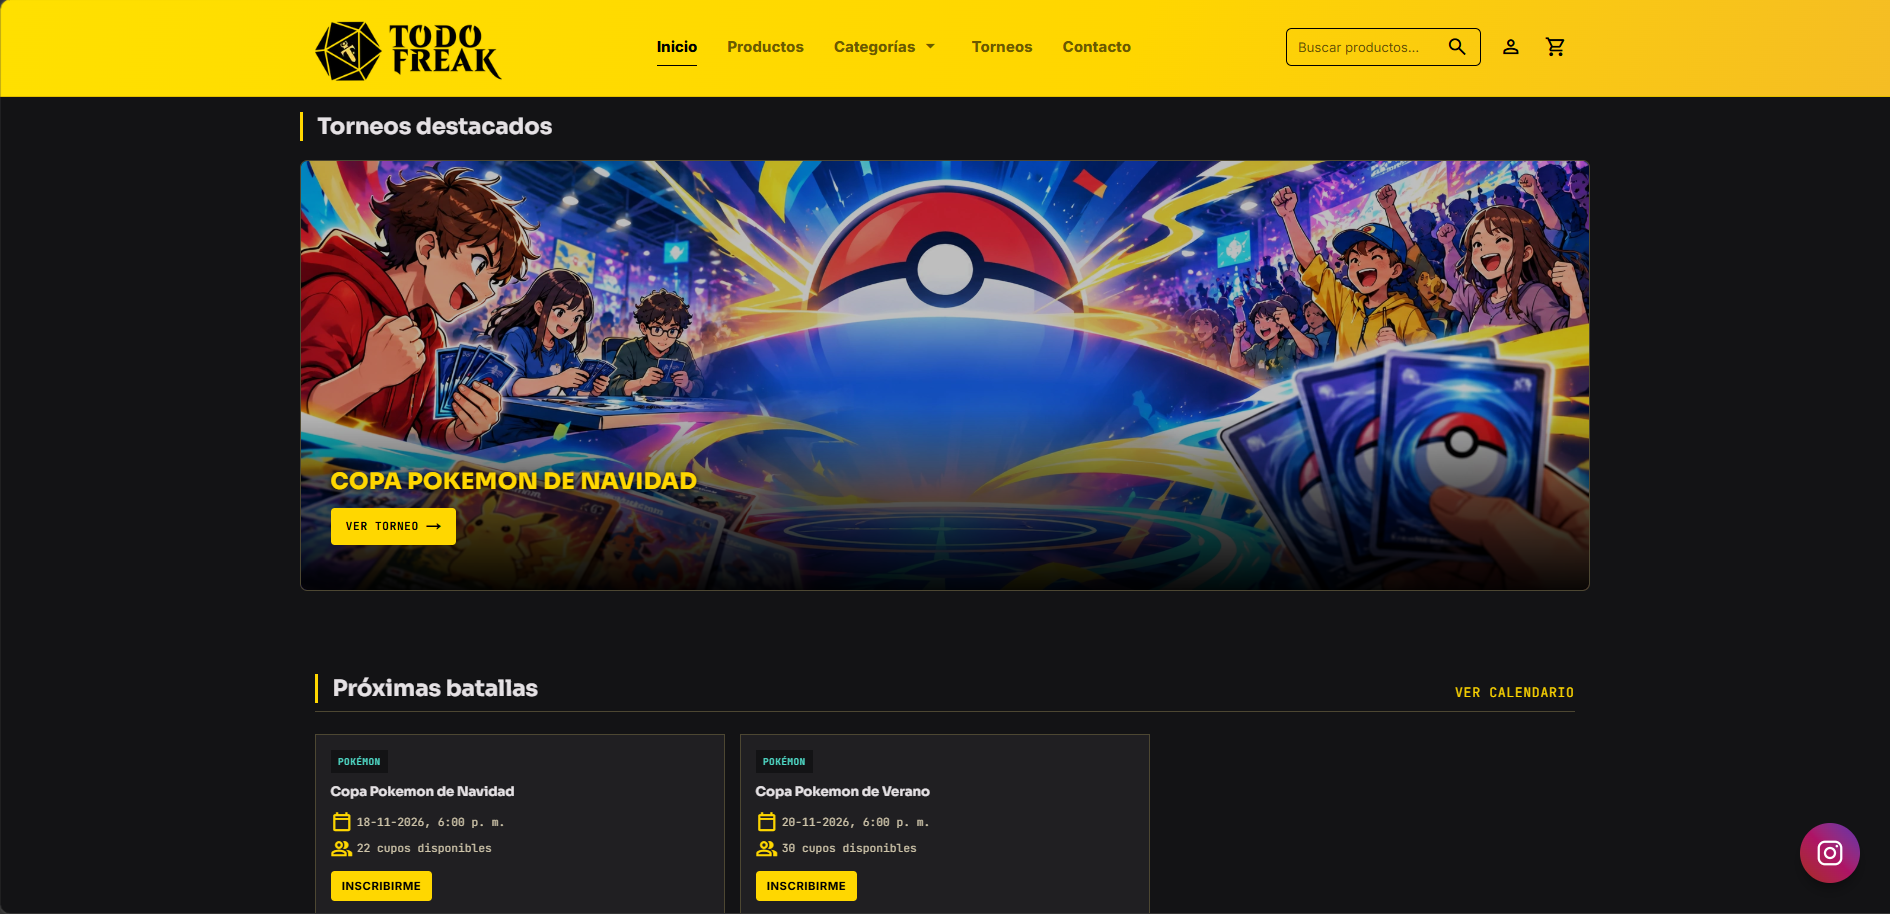 TODO
FREAK
Inicio
Productos
Categorías
Torneos
Contacto
Buscar productos...
Torneos destacados
COPA POKEMON DE NAVIDAD
VER TORNEO →
Próximas batallas
VER CALENDARIO
POKÉMON
Copa Pokemon de Navidad
18-11-2026, 6:00 p. m.
22 cupos disponibles
INSCRIBIRME
POKÉMON
Copa Pokemon de Verano
20-11-2026, 6:00 p. m.
30 cupos disponibles
INSCRIBIRME